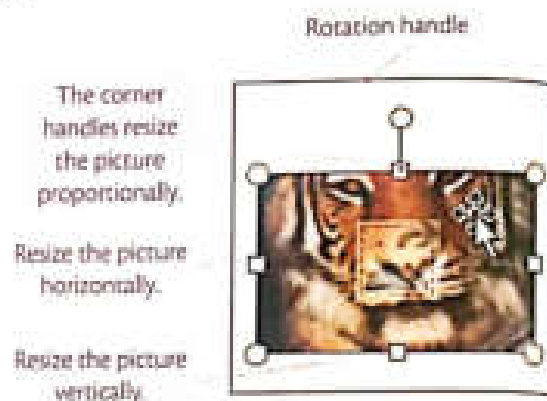 Rotation handle
The corner
handles resize
the picture
proportionally.
Resize the picture
horizontally.
Resize the picture
vertically.